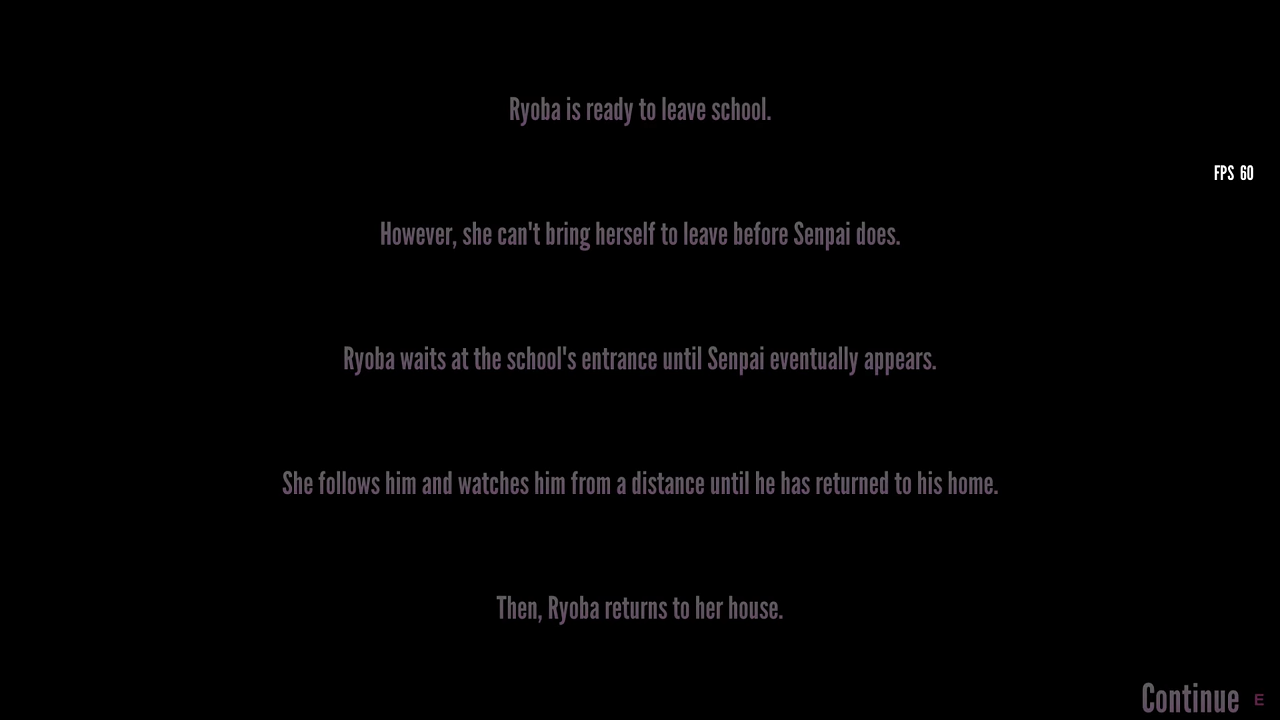 Ryoba is ready to leave school.
FPS 60
However, she can't bring herself to leave before Senpai does.
Ryoba waits at the school's entrance until Senpai eventually appears.
She follows him and watches him from a distance until he has returned to his home.
Then, Ryoba returns to her house.
Continue E